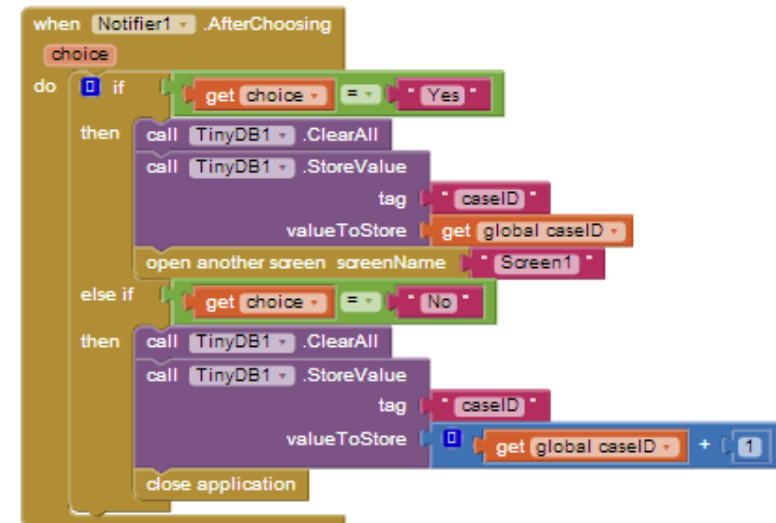 when Notifier1 .AfterChoosing
choice
do if get choice = " Yes "
then call TinyDB1 .ClearAll
call TinyDB1 .StoreValue
tag " caseID "
valueToStore get global caseID
open another screen screenName " Screen1 "
else if get choice = " No "
then call TinyDB1 .ClearAll
call TinyDB1 .StoreValue
tag " caseID "
valueToStore get global caseID + 1
close application